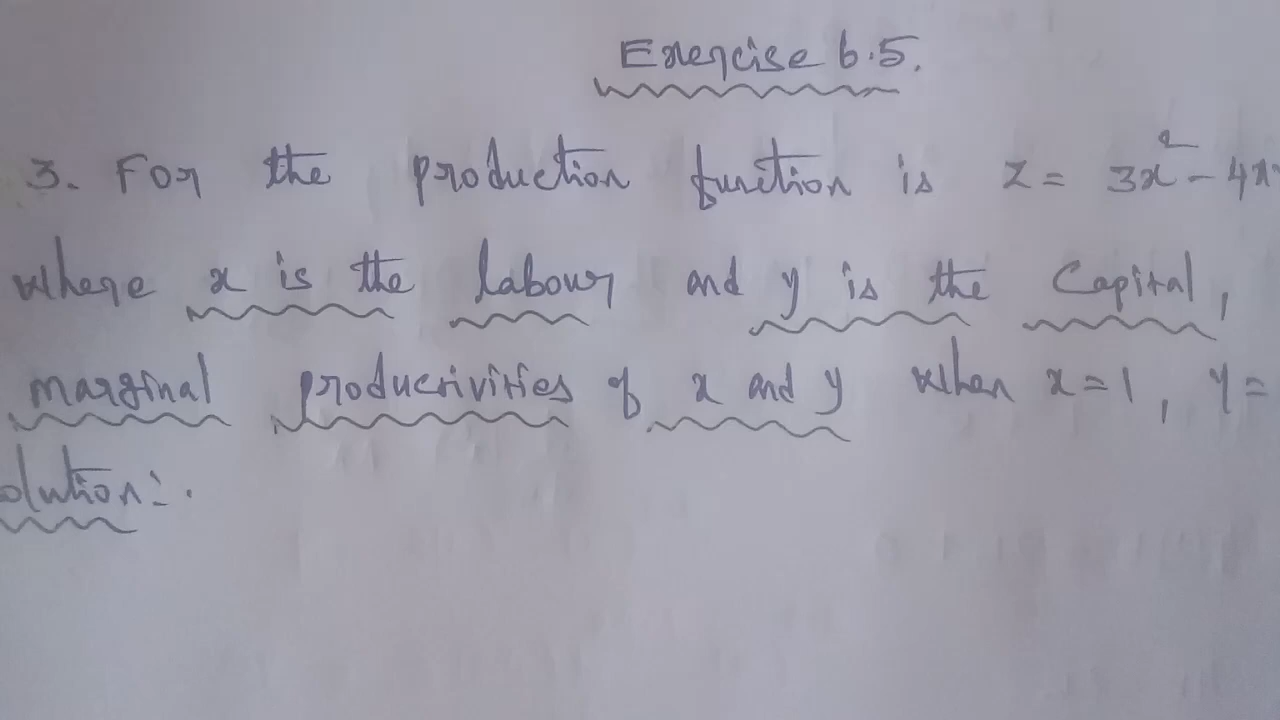 Exercise 6.5.
3. For the production function is z = 3x² - 4x
where x is the labour and y is the Capital,
marginal productivities of x and y when x=1, y=
olution:.